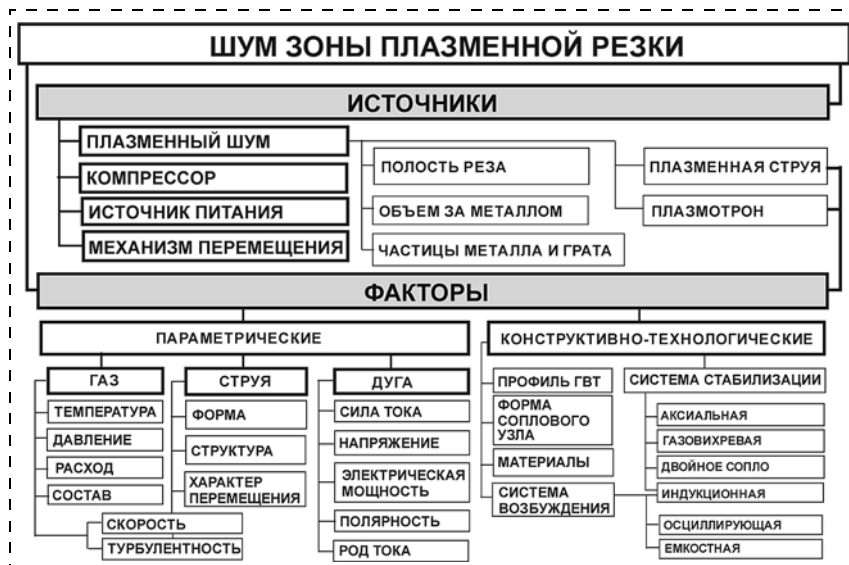 ШУМ ЗОНЫ ПЛАЗМЕННОЙ РЕЗКИ
ИСТОЧНИКИ
ПЛАЗМЕННЫЙ ШУМ
КОМПРЕССОР
ИСТОЧНИК ПИТАНИЯ
МЕХАНИЗМ ПЕРЕМЕЩЕНИЯ
ПОЛОСТЬ РЕЗА
ОБЪЕМ ЗА МЕТАЛЛОМ
ЧАСТИЦЫ МЕТАЛЛА И ГРАТА
ПЛАЗМЕННАЯ СТРУЯ
ПЛАЗМОТРОН
ФАКТОРЫ
ПАРАМЕТРИЧЕСКИЕ
ГАЗ
ТЕМПЕРАТУРА
ДАВЛЕНИЕ
РАСХОД
СОСТАВ
СТРУЯ
ФОРМА
СТРУКТУРА
ХАРАКТЕР
ПЕРЕМЕЩЕНИЯ
СКОРОСТЬ
ТУРБУЛЕНТНОСТЬ
ДУГА
СИЛА ТОКА
НАПРЯЖЕНИЕ
ЭЛЕКТРИЧЕСКАЯ
МОЩНОСТЬ
ПОЛЯРНОСТЬ
РОД ТОКА
КОНСТРУКТИВНО-ТЕХНОЛОГИЧЕСКИЕ
ПРОФИЛЬ ГВТ
ФОРМА
СОПЛОВОГО
УЗЛА
МАТЕРИАЛЫ
СИСТЕМА
ВОЗБУЖДЕНИЯ
СИСТЕМА СТАБИЛИЗАЦИИ
АКСИАЛЬНАЯ
ГАЗОВИХРЕВАЯ
ДВОЙНОЕ СОПЛО
ИНДУКЦИОННАЯ
ОСЦИЛЛИРУЮЩАЯ
ЕМКОСТНАЯ